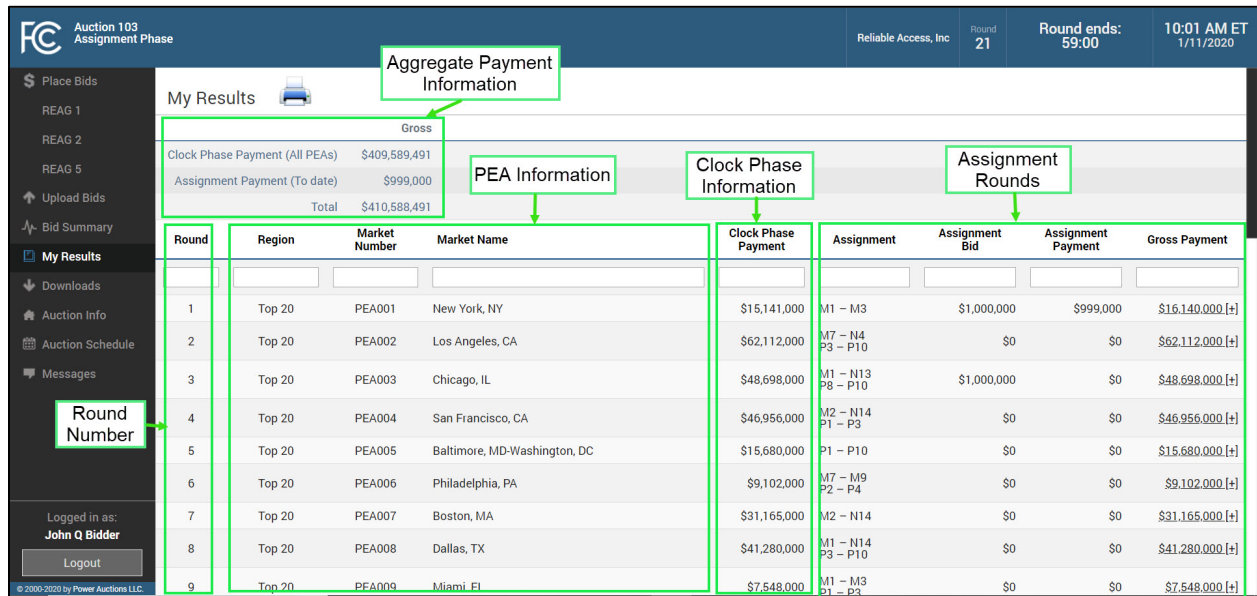 FCC
Auction 103
Assignment Phase
Reliable Access, Inc
Round
21
Round ends:
59:00
10:01 AM ET
1/11/2020
$ Place Bids
REAG 1
REAG 2
REAG 5
Upload Bids
Bid Summary
My Results
Downloads
Auction Info
Auction Schedule
Messages
Round
Number
Logged in as:
John Q Bidder
Logout
© 2000-2020 by Power Auctions LLC.
My Results
Aggregate Payment
Information
Gross
Clock Phase Payment (All PEAs) $409,589,491
Assignment Payment (To date) $999,000
Total $410,588,491
PEA Information
Clock Phase
Information
Assignment
Rounds
Round Region Market Number Market Name Clock Phase Payment Assignment Assignment Bid Assignment Payment Gross Payment
1 Top 20 PEA001 New York, NY $15,141,000 M1 – M3 $1,000,000 $999,000 $16,140,000 [+]
2 Top 20 PEA002 Los Angeles, CA $62,112,000 M7 – N4 P3 – P10 $0 $0 $62,112,000 [+]
3 Top 20 PEA003 Chicago, IL $48,698,000 M1 – N13 P8 – P10 $1,000,000 $0 $48,698,000 [+]
4 Top 20 PEA004 San Francisco, CA $46,956,000 M2 – N14 P1 – P3 $0 $0 $46,956,000 [+]
5 Top 20 PEA005 Baltimore, MD-Washington, DC $15,680,000 P1 – P10 $0 $0 $15,680,000 [+]
6 Top 20 PEA006 Philadelphia, PA $9,102,000 M7 – M9 P2 – P4 $0 $0 $9,102,000 [+]
7 Top 20 PEA007 Boston, MA $31,165,000 M2 – N14 $0 $0 $31,165,000 [+]
8 Top 20 PEA008 Dallas, TX $41,280,000 M1 – N14 P3 – P10 $0 $0 $41,280,000 [+]
9 Top 20 PEA009 Miami, FL $7,548,000 M1 – M3 P1 – P3 $0 $0 $7,548,000 [+]